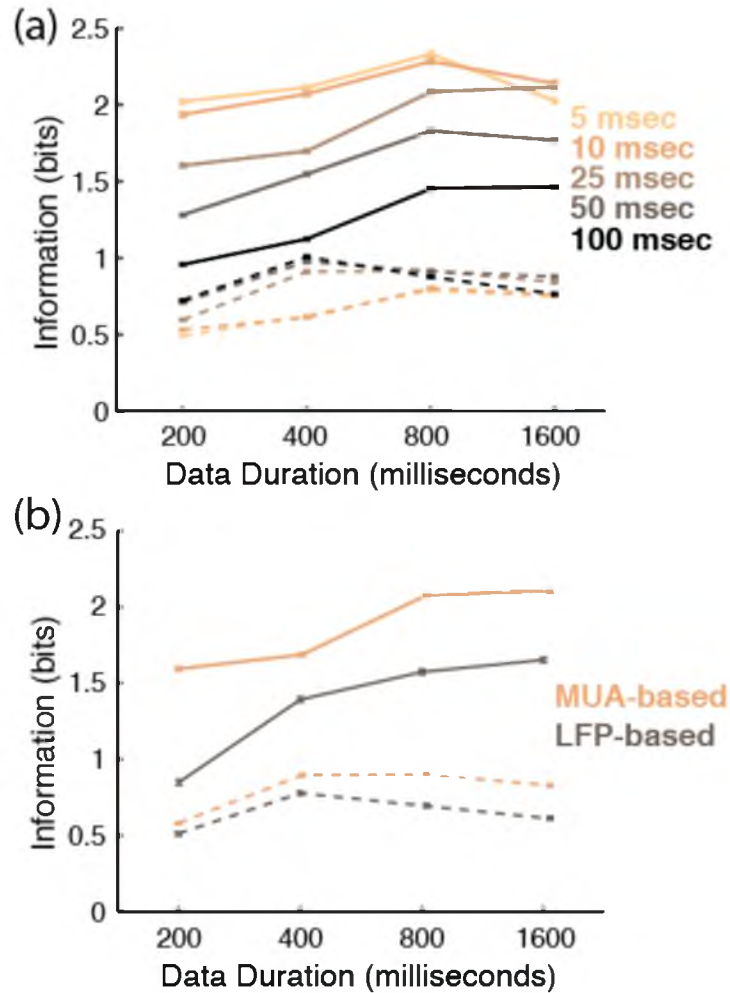 (a)
2.5
2
1.5
1
0.5
0
Information (bits)
5 msec
10 msec
25 msec
50 msec
100 msec
200 400 800 1600
Data Duration (milliseconds)
(b)
2.5
2
1.5
1
0.5
0
Information (bits)
MUA-based
LFP-based
200 400 800 1600
Data Duration (milliseconds)